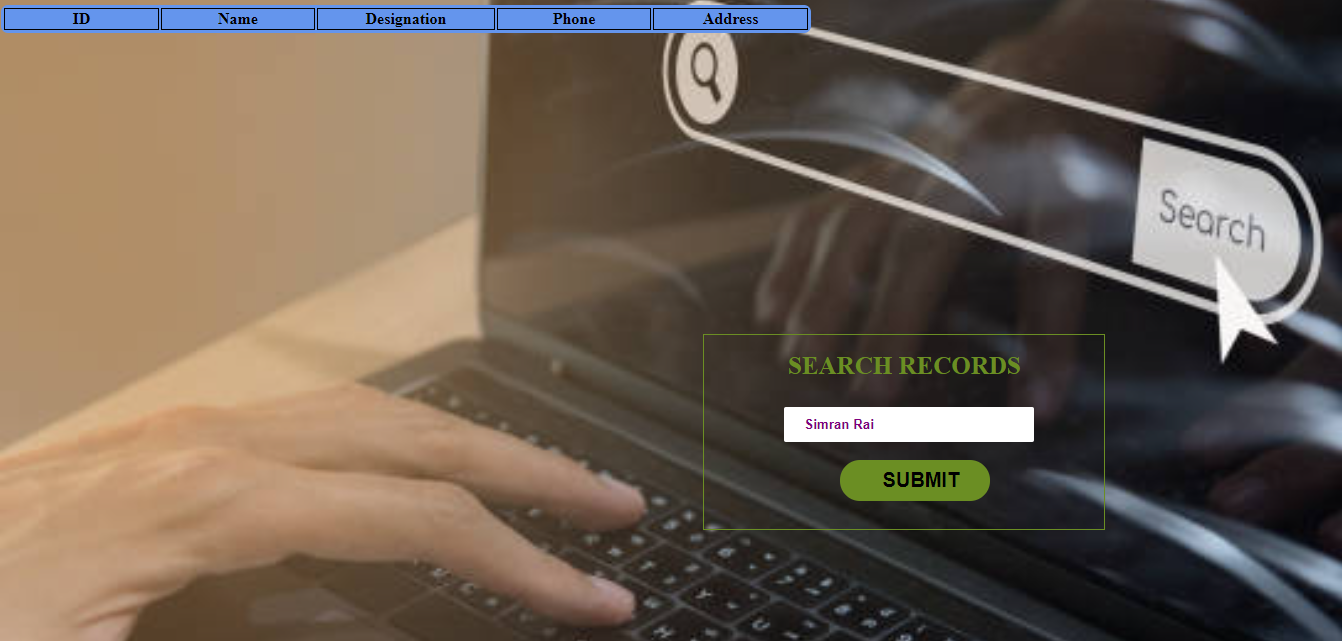 ID Name Designation Phone Address
Search
SEARCH RECORDS
Simran Rai
SUBMIT